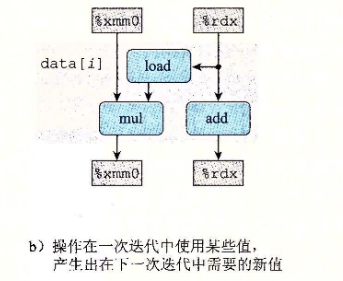 %xmm0 %rdx
data[i] load
mul add
%xmm0 %rdx
b）操作在一次迭代中使用某些值，
产生出在下一次迭代中需要的新值